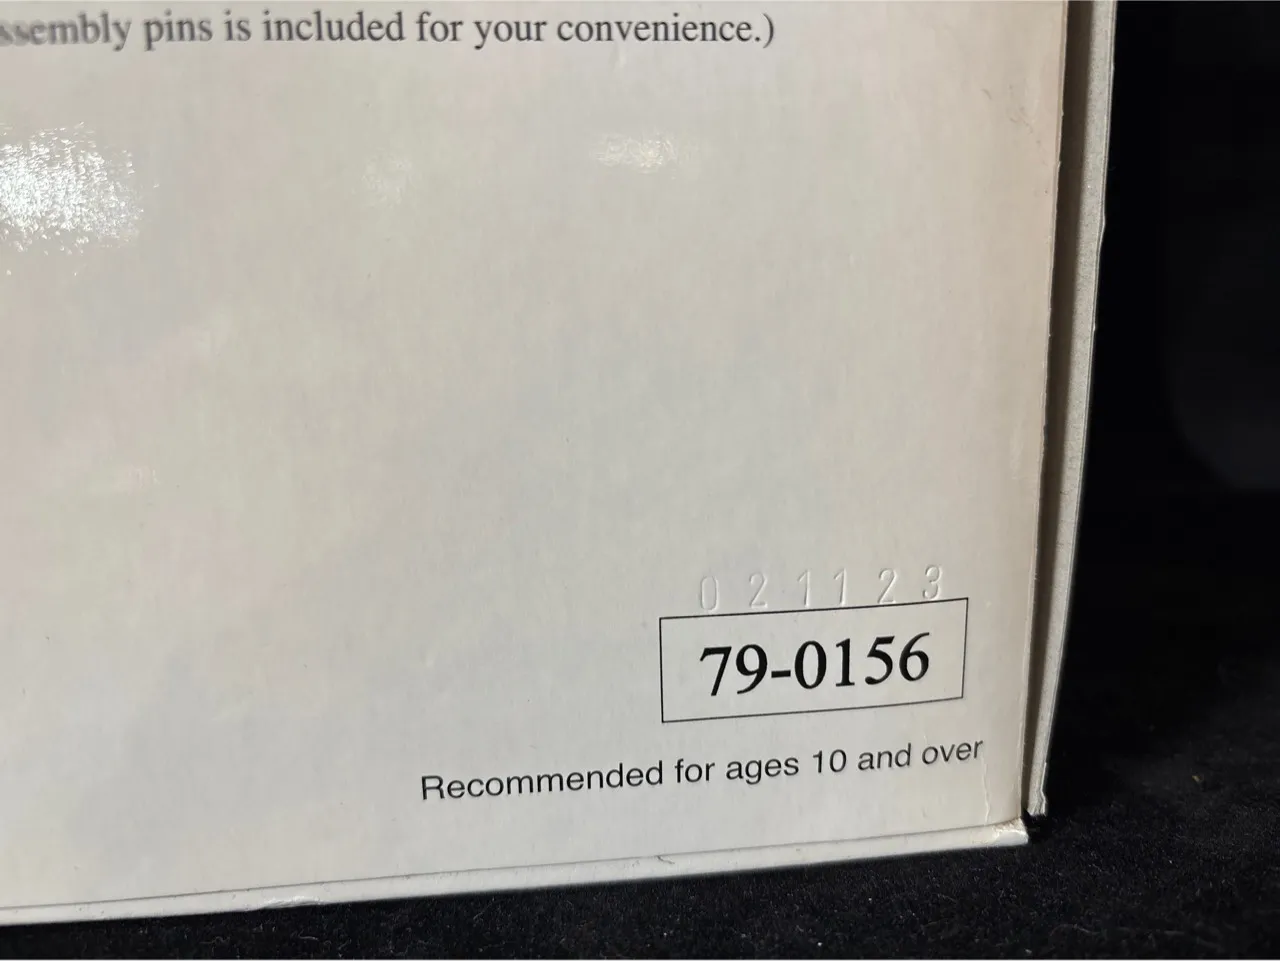 ssembly pins is included for your convenience.)
0 2 1 1 2 3
79-0156
Recommended for ages 10 and over